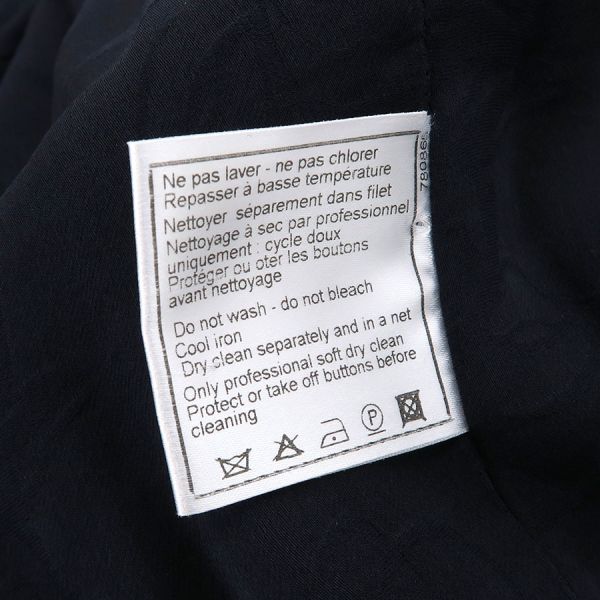 Ne pas laver - ne pas chlorer
Repasser à basse température
Nettoyer séparement dans filet
Nettoyage à sec par professionnel
uniquement : cycle doux
Protéger ou oter les boutons
avant nettoyage
Do not wash - do not bleach
Cool iron
Dry clean separately and in a net
Only professional soft dry clean
Protect or take off buttons before
cleaning
P